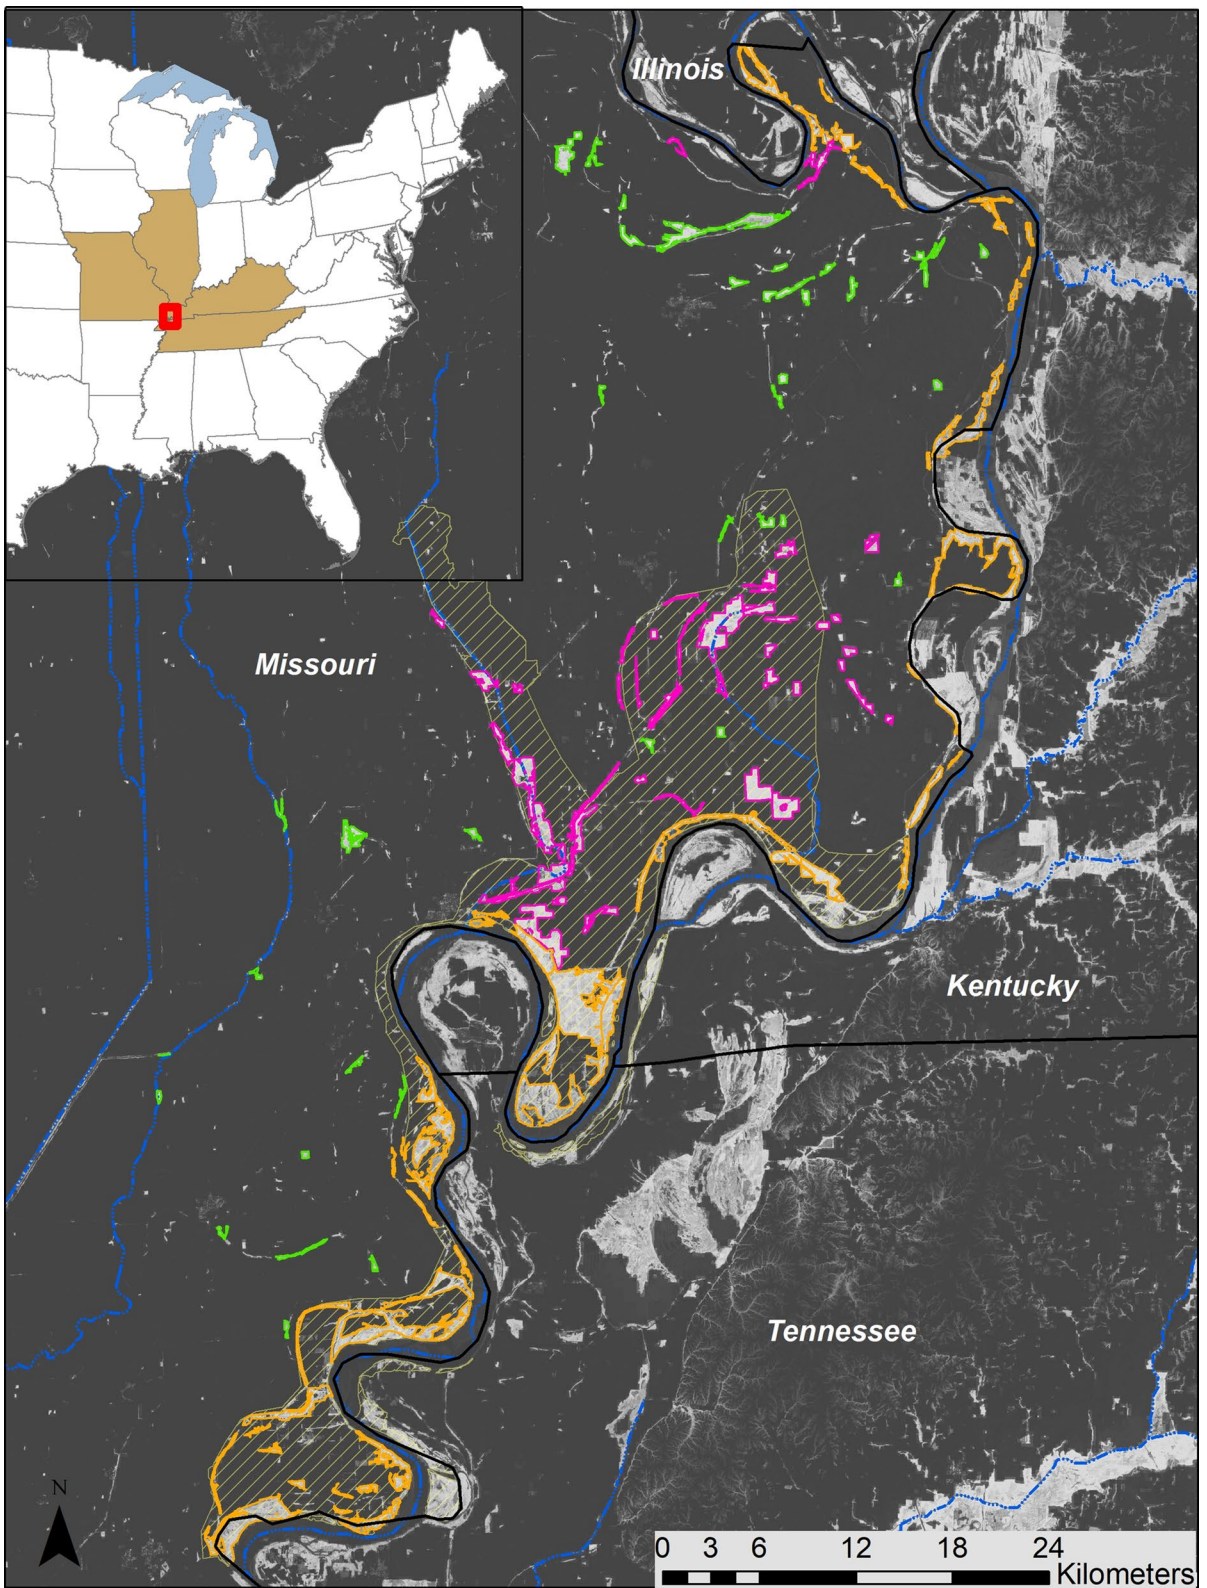 Illinois
Missouri
Kentucky
Tennessee
N
0 3 6 12 18 24
Kilometers